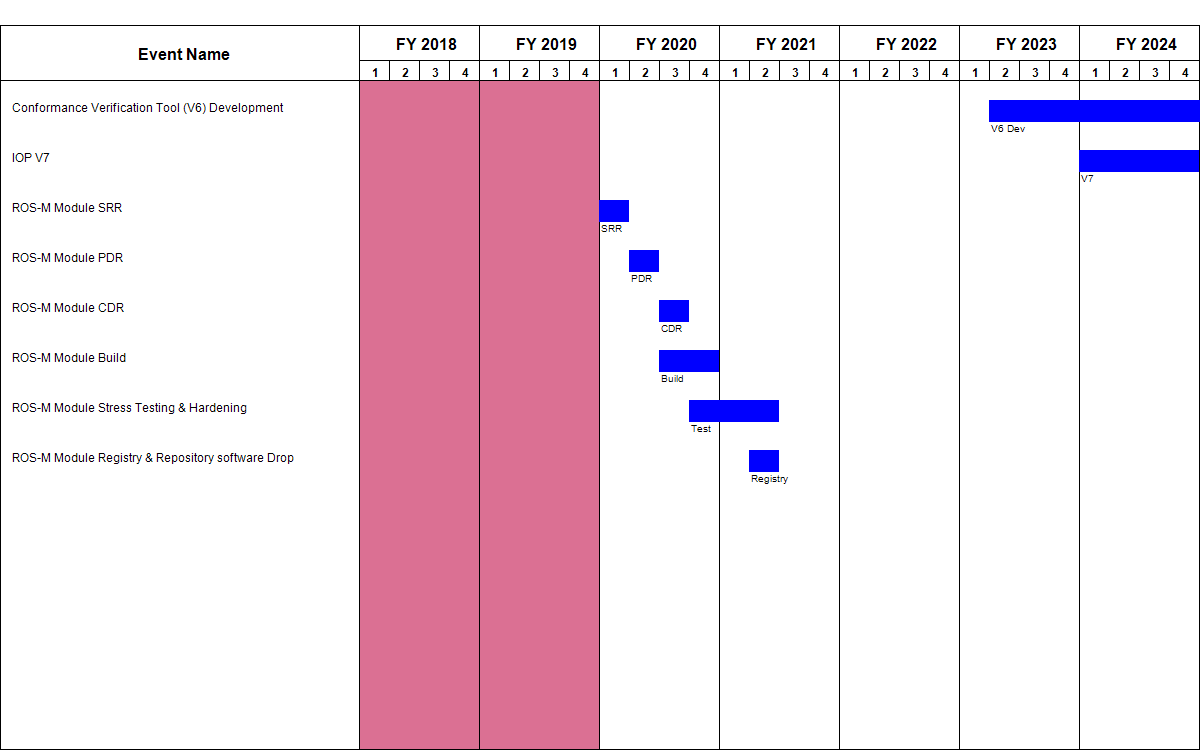 Event Name
FY 2018 FY 2019 FY 2020 FY 2021 FY 2022 FY 2023 FY 2024
1 2 3 4 1 2 3 4 1 2 3 4 1 2 3 4 1 2 3 4 1 2 3 4 1 2 3 4
Conformance Verification Tool (V6) Development
V6 Dev
IOP V7
V7
ROS-M Module SRR
SRR
ROS-M Module PDR
PDR
ROS-M Module CDR
CDR
ROS-M Module Build
Build
ROS-M Module Stress Testing & Hardening
Test
ROS-M Module Registry & Repository software Drop
Registry